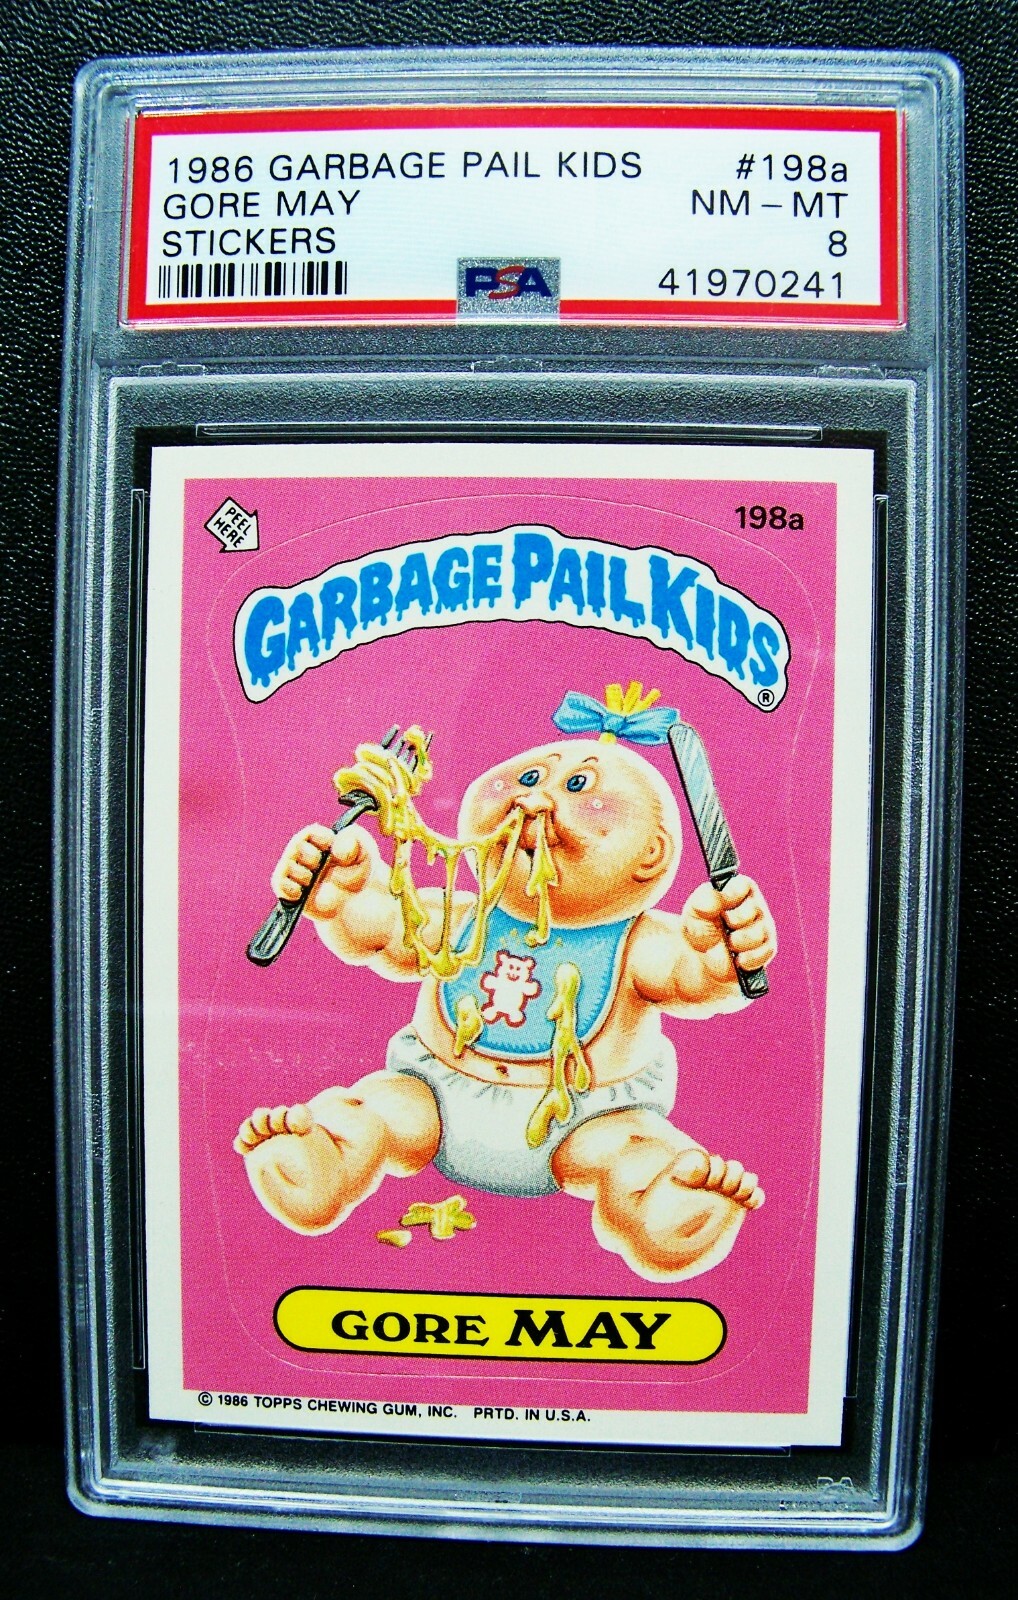 1986 GARBAGE PAIL KIDS #198a
GORE MAY NM - MT
STICKERS 8
PSA 41970241
PEEL HERE
198a
GARBAGE PAIL KIDS ®
GORE MAY
© 1986 TOPPS CHEWING GUM, INC. PRTD. IN U.S.A.